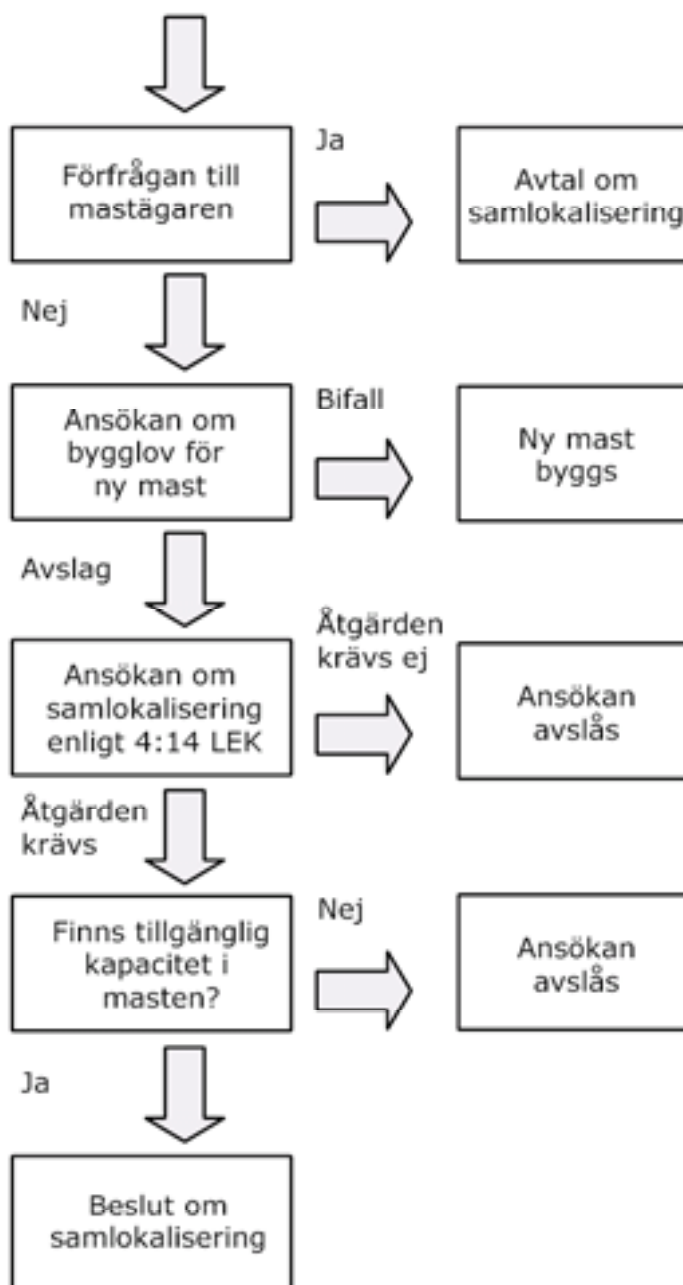 Förfrågan till
mastägaren
Ja
Avtal om
samlokalisering
Nej
Ansökan om
bygglov för
ny mast
Bifall
Ny mast
byggs
Avslag
Ansökan om
samlokalisering
enligt 4:14 LEK
Åtgärden
krävs ej
Ansökan
avslås
Åtgärden
krävs
Finns tillgänglig
kapacitet i
masten?
Nej
Ansökan
avslås
Ja
Beslut om
samlokalisering